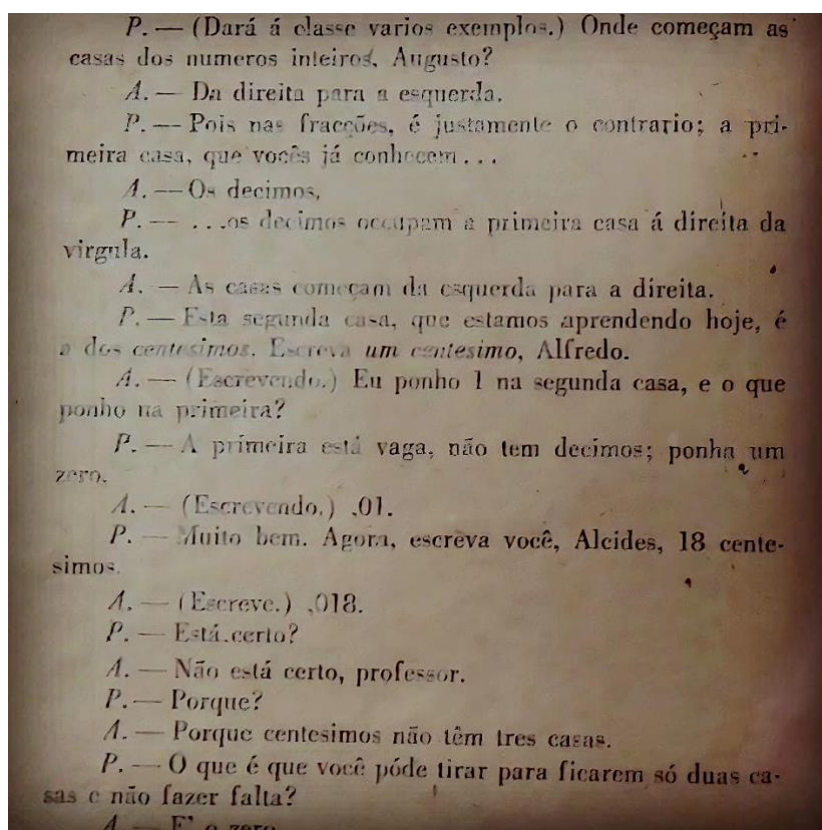 P. — (Dará á classe varios exemplos.) Onde começam as
casas dos numeros inteiros, Augusto?
A. — Da direita para a esquerda.
P. — Pois nas fracções, é justamente o contrario; a pri-
meira casa, que vocês já conhecem...
A. — Os decimos,
P. — ...os decimos occupam a primeira casa á direita da
virgula.
A. — As casas começam da esquerda para a direita.
P. — Esta segunda casa, que estamos aprendendo hoje, é
a dos centesimos. Escreva um centesimo, Alfredo.
A. — (Escrevendo.) Eu ponho 1 na segunda casa, e o que
ponho na primeira?
P. — A primeira está vaga, não tem decimos; ponha um
zero.
A. — (Escrevendo.) ,01.
P. — Muito bem. Agora, escreva você, Alcides, 18 cente-
simos.
A. — (Escreve.) ,018.
P. — Está certo?
A. — Não está certo, professor.
P. — Porque?
A. — Porque centesimos não têm tres casas.
P. — O que é que você póde tirar para ficarem só duas ca-
sas e não fazer falta?
A. — E' o zero